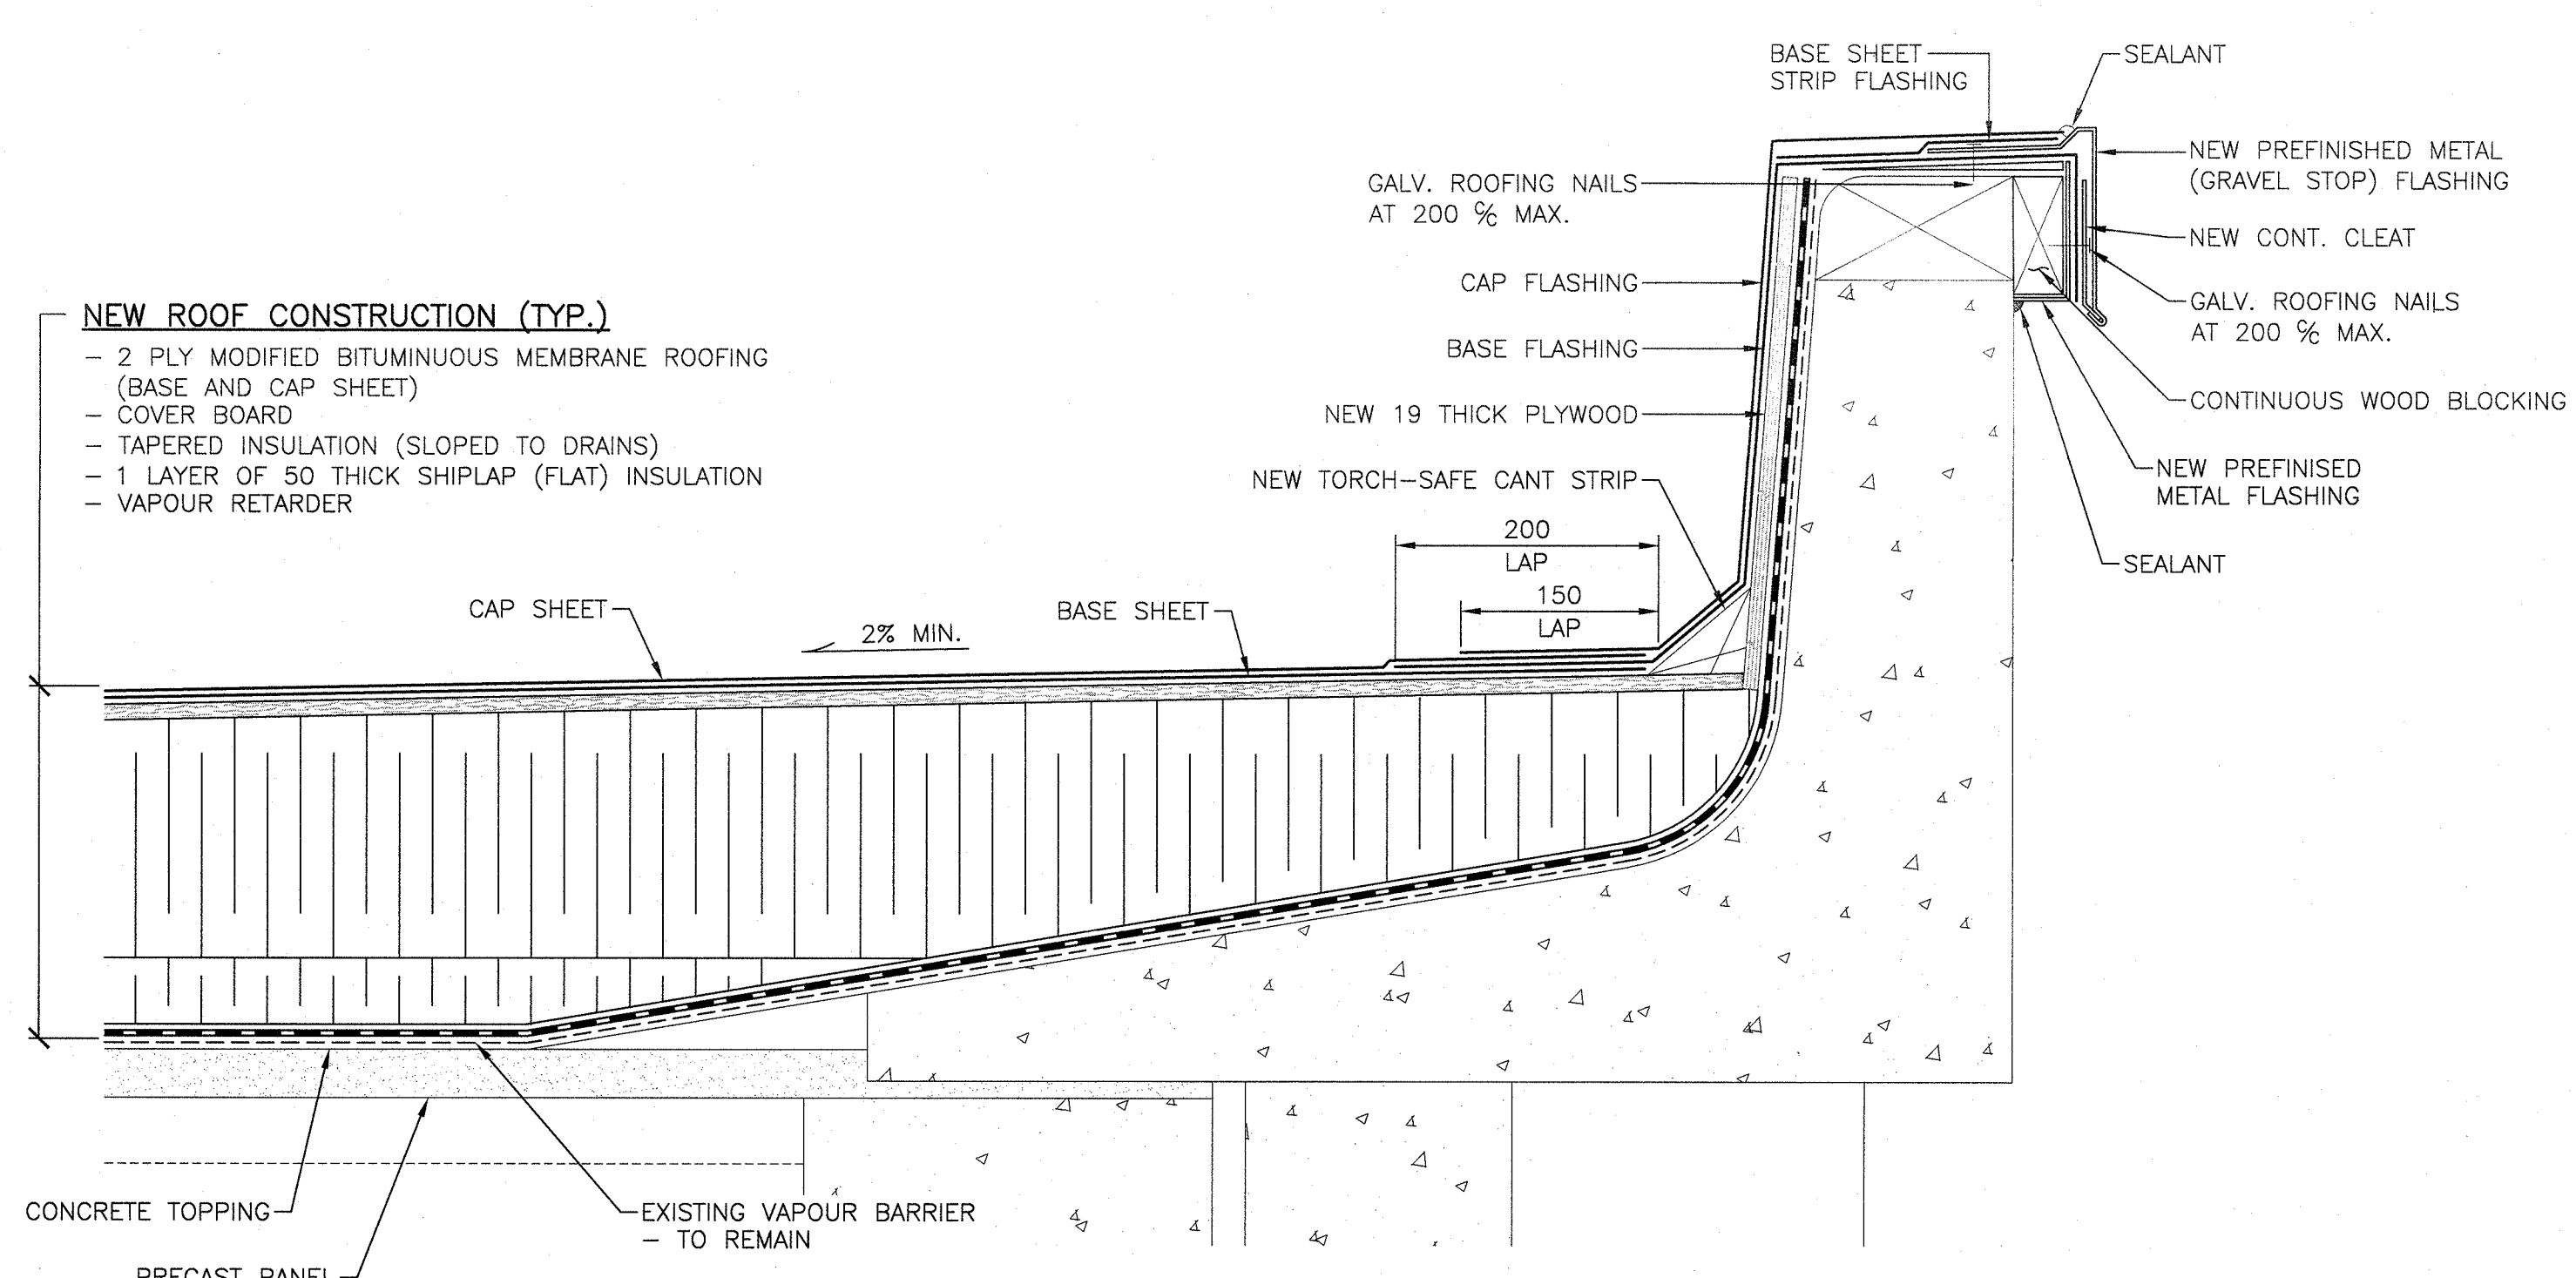 BASE SHEET
STRIP FLASHING
SEALANT
NEW PREFINISHED METAL
(GRAVEL STOP) FLASHING
GALV. ROOFING NAILS
AT 200 ℅ MAX.
NEW CONT. CLEAT
CAP FLASHING
GALV. ROOFING NAILS
AT 200 ℅ MAX.
NEW ROOF CONSTRUCTION (TYP.)
- 2 PLY MODIFIED BITUMINUOUS MEMBRANE ROOFING
(BASE AND CAP SHEET)
- COVER BOARD
- TAPERED INSULATION (SLOPED TO DRAINS)
- 1 LAYER OF 50 THICK SHIPLAP (FLAT) INSULATION
- VAPOUR RETARDER
BASE FLASHING
CONTINUOUS WOOD BLOCKING
NEW 19 THICK PLYWOOD
NEW PREFINISED
METAL FLASHING
NEW TORCH-SAFE CANT STRIP
200
LAP
SEALANT
150
LAP
CAP SHEET
BASE SHEET
2% MIN.
CONCRETE TOPPING
EXISTING VAPOUR BARRIER
- TO REMAIN
PRECAST PANEL